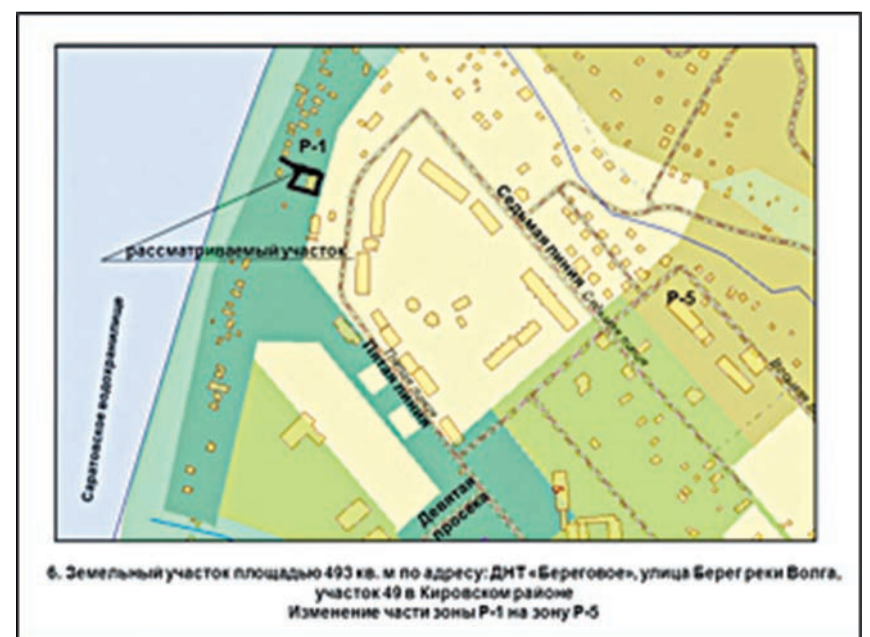 Р-1
Седьмая линия
рассматриваемый участок
Р-5
Саратовское водохранилище
Пятая линия
Девятая
просека
6. Земельный участок площадью 493 кв. м по адресу: ДНТ «Береговое», улица Берег реки Волга,
участок 49 в Кировском районе
Изменение части зоны Р-1 на зону Р-5